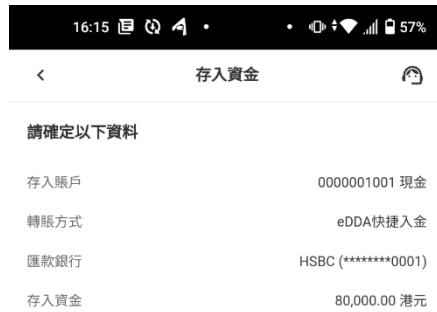 16:15 57%
存入資金
請確定以下資料
存入賬戶 0000001001 現金
轉賬方式 eDDA快捷入金
匯款銀行 HSBC (********0001)
存入資金 80,000.00 港元